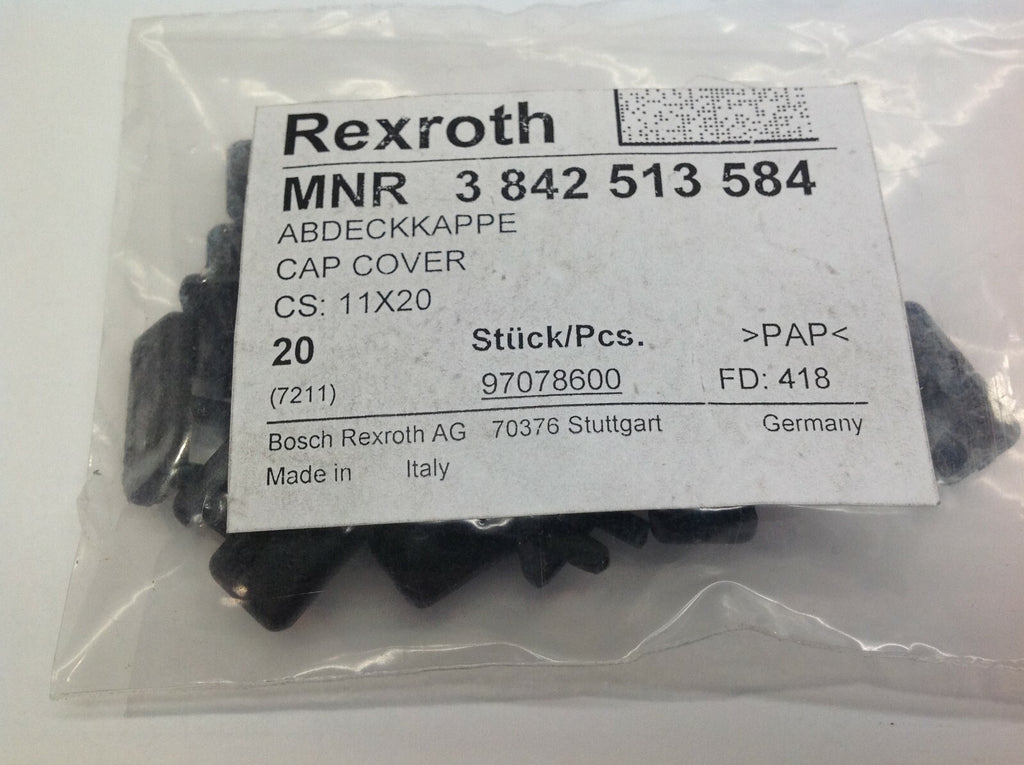 Rexroth
MNR 3 842 513 584
ABDECKKAPPE
CAP COVER
CS: 11X20
20 Stück/Pcs. >PAP<
(7211) 97078600 FD: 418
Bosch Rexroth AG 70376 Stuttgart Germany
Made in Italy